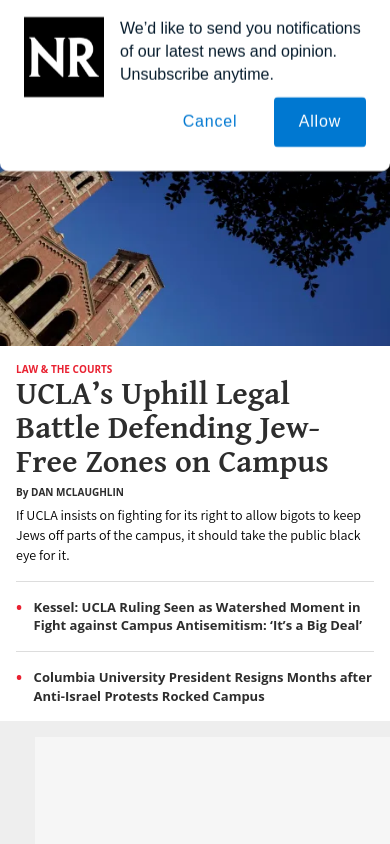 NR
We’d like to send you notifications
of our latest news and opinion.
Unsubscribe anytime.
Cancel
Allow
LAW & THE COURTS
UCLA’s Uphill Legal
Battle Defending Jew-
Free Zones on Campus
By DAN MCLAUGHLIN
If UCLA insists on fighting for its right to allow bigots to keep
Jews off parts of the campus, it should take the public black
eye for it.
• Kessel: UCLA Ruling Seen as Watershed Moment in
Fight against Campus Antisemitism: ‘It’s a Big Deal’
• Columbia University President Resigns Months after
Anti-Israel Protests Rocked Campus